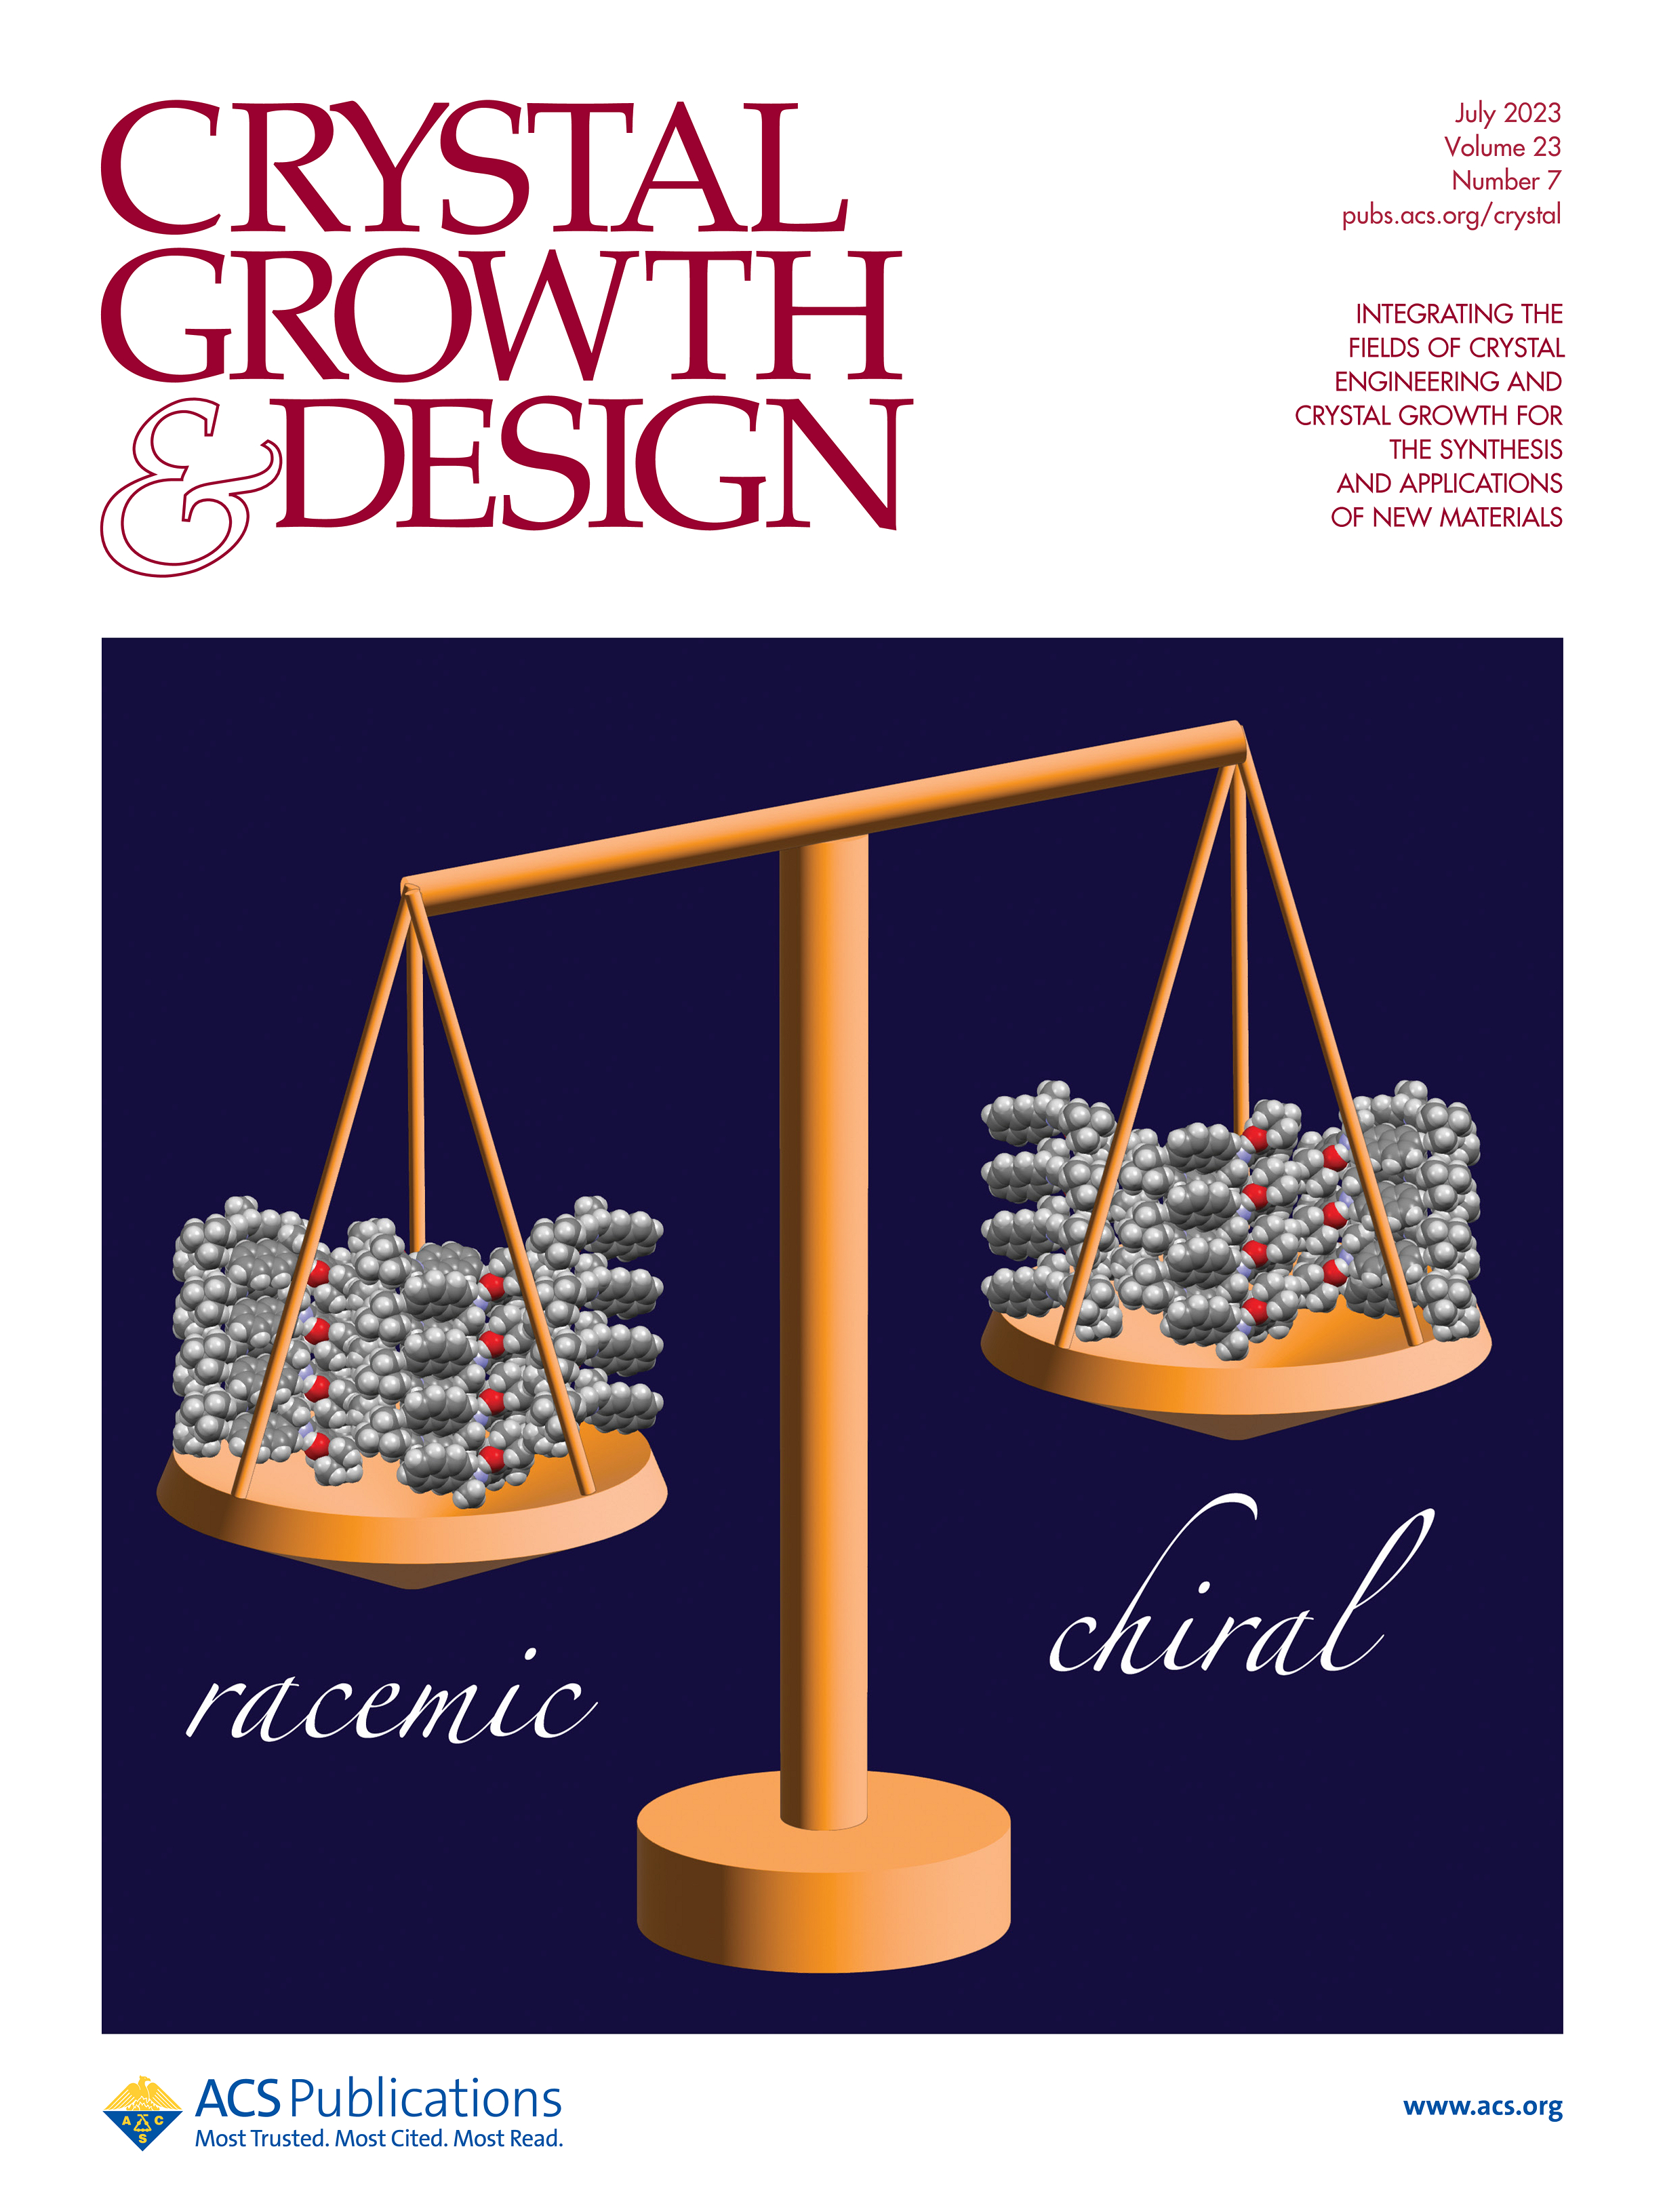 CRYSTAL
GROWTH
& DESIGN
July 2023
Volume 23
Number 7
pubs.acs.org/crystal
INTEGRATING THE
FIELDS OF CRYSTAL
ENGINEERING AND
CRYSTAL GROWTH FOR
THE SYNTHESIS
AND APPLICATIONS
OF NEW MATERIALS
chiral
racemic
A C
S
ACS Publications
Most Trusted. Most Cited. Most Read.
www.acs.org